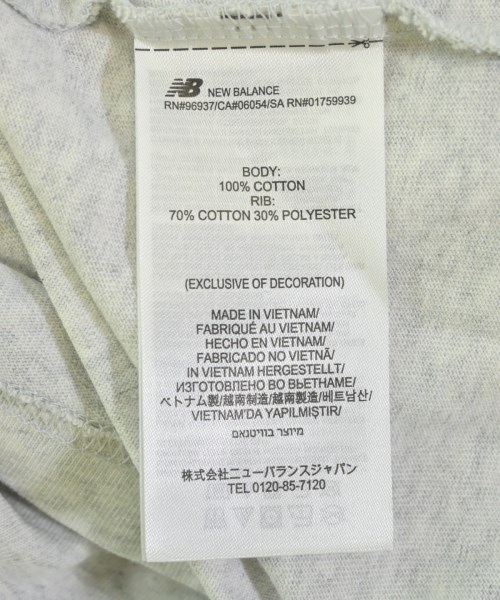 NB NEW BALANCE
RN#96937/CA#06054/SA RN#01759939
BODY:
100% COTTON
RIB:
70% COTTON 30% POLYESTER
(EXCLUSIVE OF DECORATION)
MADE IN VIETNAM/
FABRIQUÉ AU VIETNAM/
HECHO EN VIETNAM/
FABRICADO NO VIETNÃ/
IN VIETNAM HERGESTELLT/
ИЗГОТОВЛЕНО ВО ВЬЕТНАМЕ/
ベトナム製/越南制造/越南製造/베트남산/
VIETNAM'DA YAPILMIŞTIR/
מיוצר בוויטנאם
株式会社ニューバランスジャパン
TEL 0120-85-7120